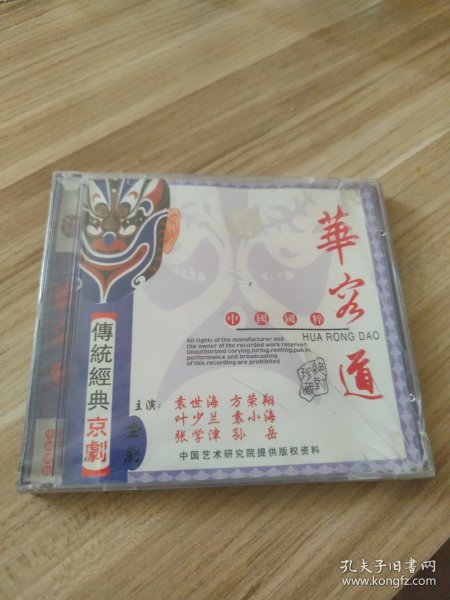 華容道
HUA RONG DAO
中國國粹
All rights of the manufacturer and
the owner of the recorded work reserved.
Unauthorized corying,hiring,renting,public
performance and broadcasting
of this recording are prohibited
珍藏
傳統經典京劇
主演:
袁世海 方荣翔
叶少兰 袁小海
张学津 孙岳
中国艺术研究院提供版权资料
孔夫子旧书网
www.kongfz.com